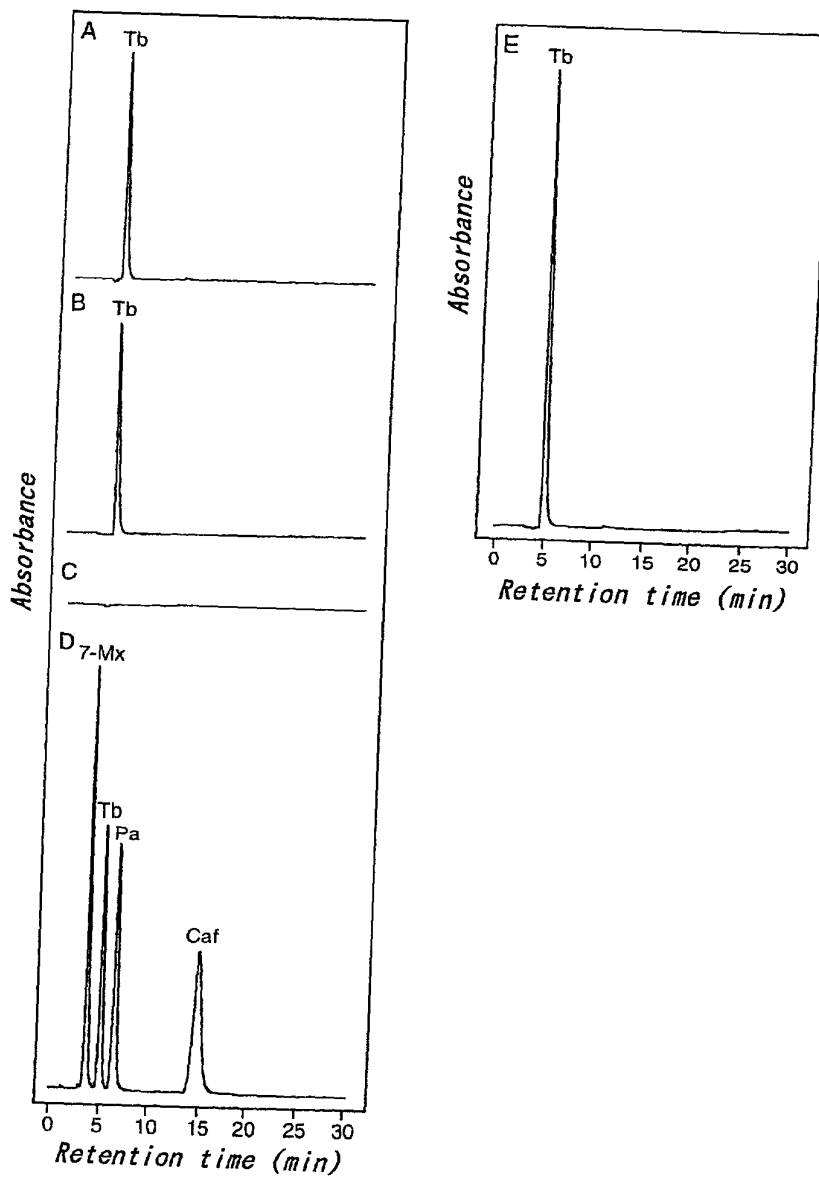 A
Tb
B
Tb
C
D
7-Mx
Tb
Pa
Caf
Absorbance
0 5 10 15 20 25 30
Retention time (min)
E
Tb
Absorbance
0 5 10 15 20 25 30
Retention time (min)